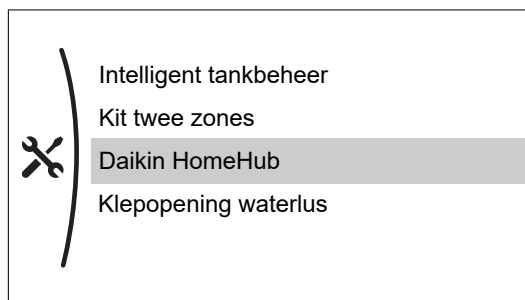 Intelligent tankbeheer
Kit twee zones
Daikin HomeHub
Klepopening waterlus